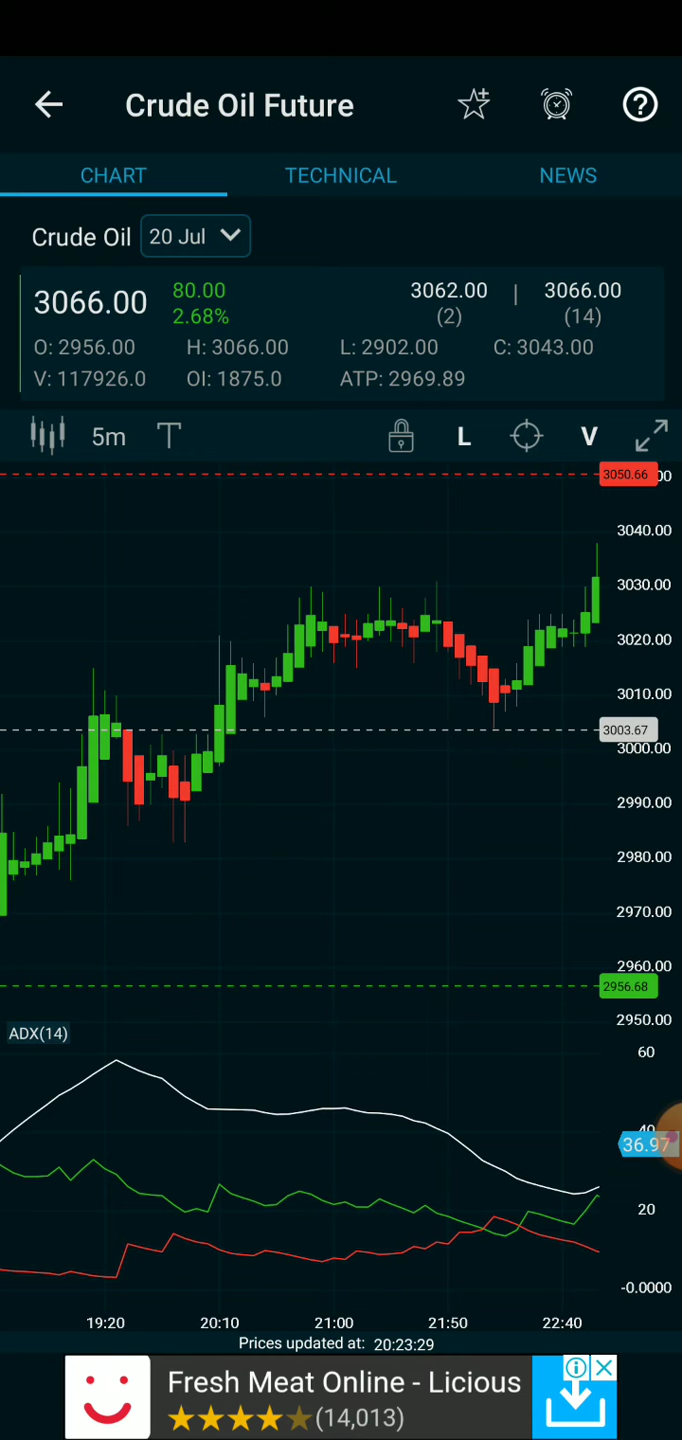 Crude Oil Future
CHART TECHNICAL NEWS
Crude Oil 20 Jul
3066.00 80.00 3062.00 | 3066.00
2.68% (2) (14)
O: 2956.00 H: 3066.00 L: 2902.00 C: 3043.00
V: 117926.0 OI: 1875.0 ATP: 2969.89
5m T L V
3050.66
3040.00
3030.00
3020.00
3010.00
3003.67
3000.00
2990.00
2980.00
2970.00
2960.00
2956.68
2950.00
ADX(14)
60
40
36.97
20
-0.0000
19:20 20:10 21:00 21:50 22:40
Prices updated at: 20:23:29
Fresh Meat Online - Licious
(14,013)